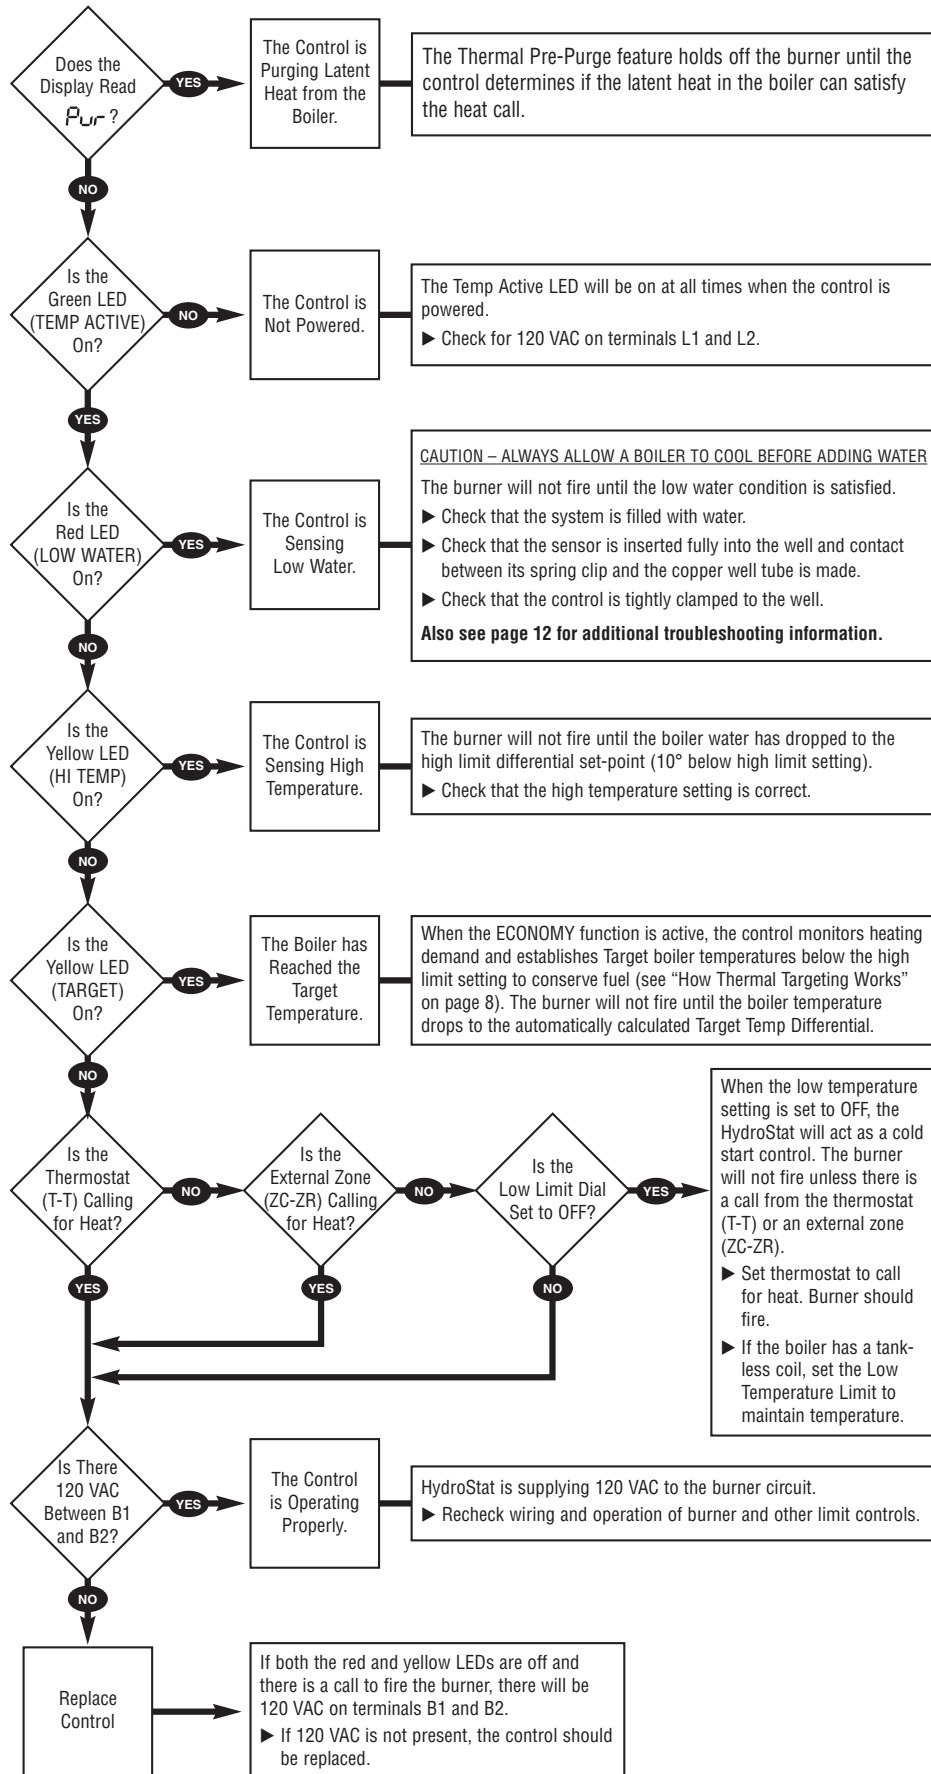 Does the
Display Read
Pur ?
YES
The Control is
Purging Latent
Heat from the
Boiler.
The Thermal Pre-Purge feature holds off the burner until the
control determines if the latent heat in the boiler can satisfy
the heat call.
NO
Is the
Green LED
(TEMP ACTIVE)
On?
NO
The Control is
Not Powered.
The Temp Active LED will be on at all times when the control is
powered.
▶ Check for 120 VAC on terminals L1 and L2.
YES
Is the
Red LED
(LOW WATER)
On?
YES
The Control is
Sensing
Low Water.
CAUTION – ALWAYS ALLOW A BOILER TO COOL BEFORE ADDING WATER
The burner will not fire until the low water condition is satisfied.
▶ Check that the system is filled with water.
▶ Check that the sensor is inserted fully into the well and contact
between its spring clip and the copper well tube is made.
▶ Check that the control is tightly clamped to the well.
Also see page 12 for additional troubleshooting information.
NO
Is the
Yellow LED
(HI TEMP)
On?
YES
The Control is
Sensing High
Temperature.
The burner will not fire until the boiler water has dropped to the
high limit differential set-point (10° below high limit setting).
▶ Check that the high temperature setting is correct.
NO
Is the
Yellow LED
(TARGET)
On?
YES
The Boiler has
Reached the
Target
Temperature.
When the ECONOMY function is active, the control monitors heating
demand and establishes Target boiler temperatures below the high
limit setting to conserve fuel (see “How Thermal Targeting Works”
on page 8). The burner will not fire until the boiler temperature
drops to the automatically calculated Target Temp Differential.
NO
Is the
Thermostat
(T-T) Calling
for Heat?
NO
Is the
External Zone
(ZC-ZR) Calling
for Heat?
NO
Is the
Low Limit Dial
Set to OFF?
YES
When the low temperature
setting is set to OFF, the
HydroStat will act as a cold
start control. The burner
will not fire unless there is
a call from the thermostat
(T-T) or an external zone
(ZC-ZR).
▶ Set thermostat to call
for heat. Burner should
fire.
▶ If the boiler has a tank-
less coil, set the Low
Temperature Limit to
maintain temperature.
YES
YES
NO
Is There
120 VAC
Between B1
and B2?
YES
The Control
is Operating
Properly.
HydroStat is supplying 120 VAC to the burner circuit.
▶ Recheck wiring and operation of burner and other limit controls.
NO
Replace
Control
If both the red and yellow LEDs are off and
there is a call to fire the burner, there will be
120 VAC on terminals B1 and B2.
▶ If 120 VAC is not present, the control should
be replaced.